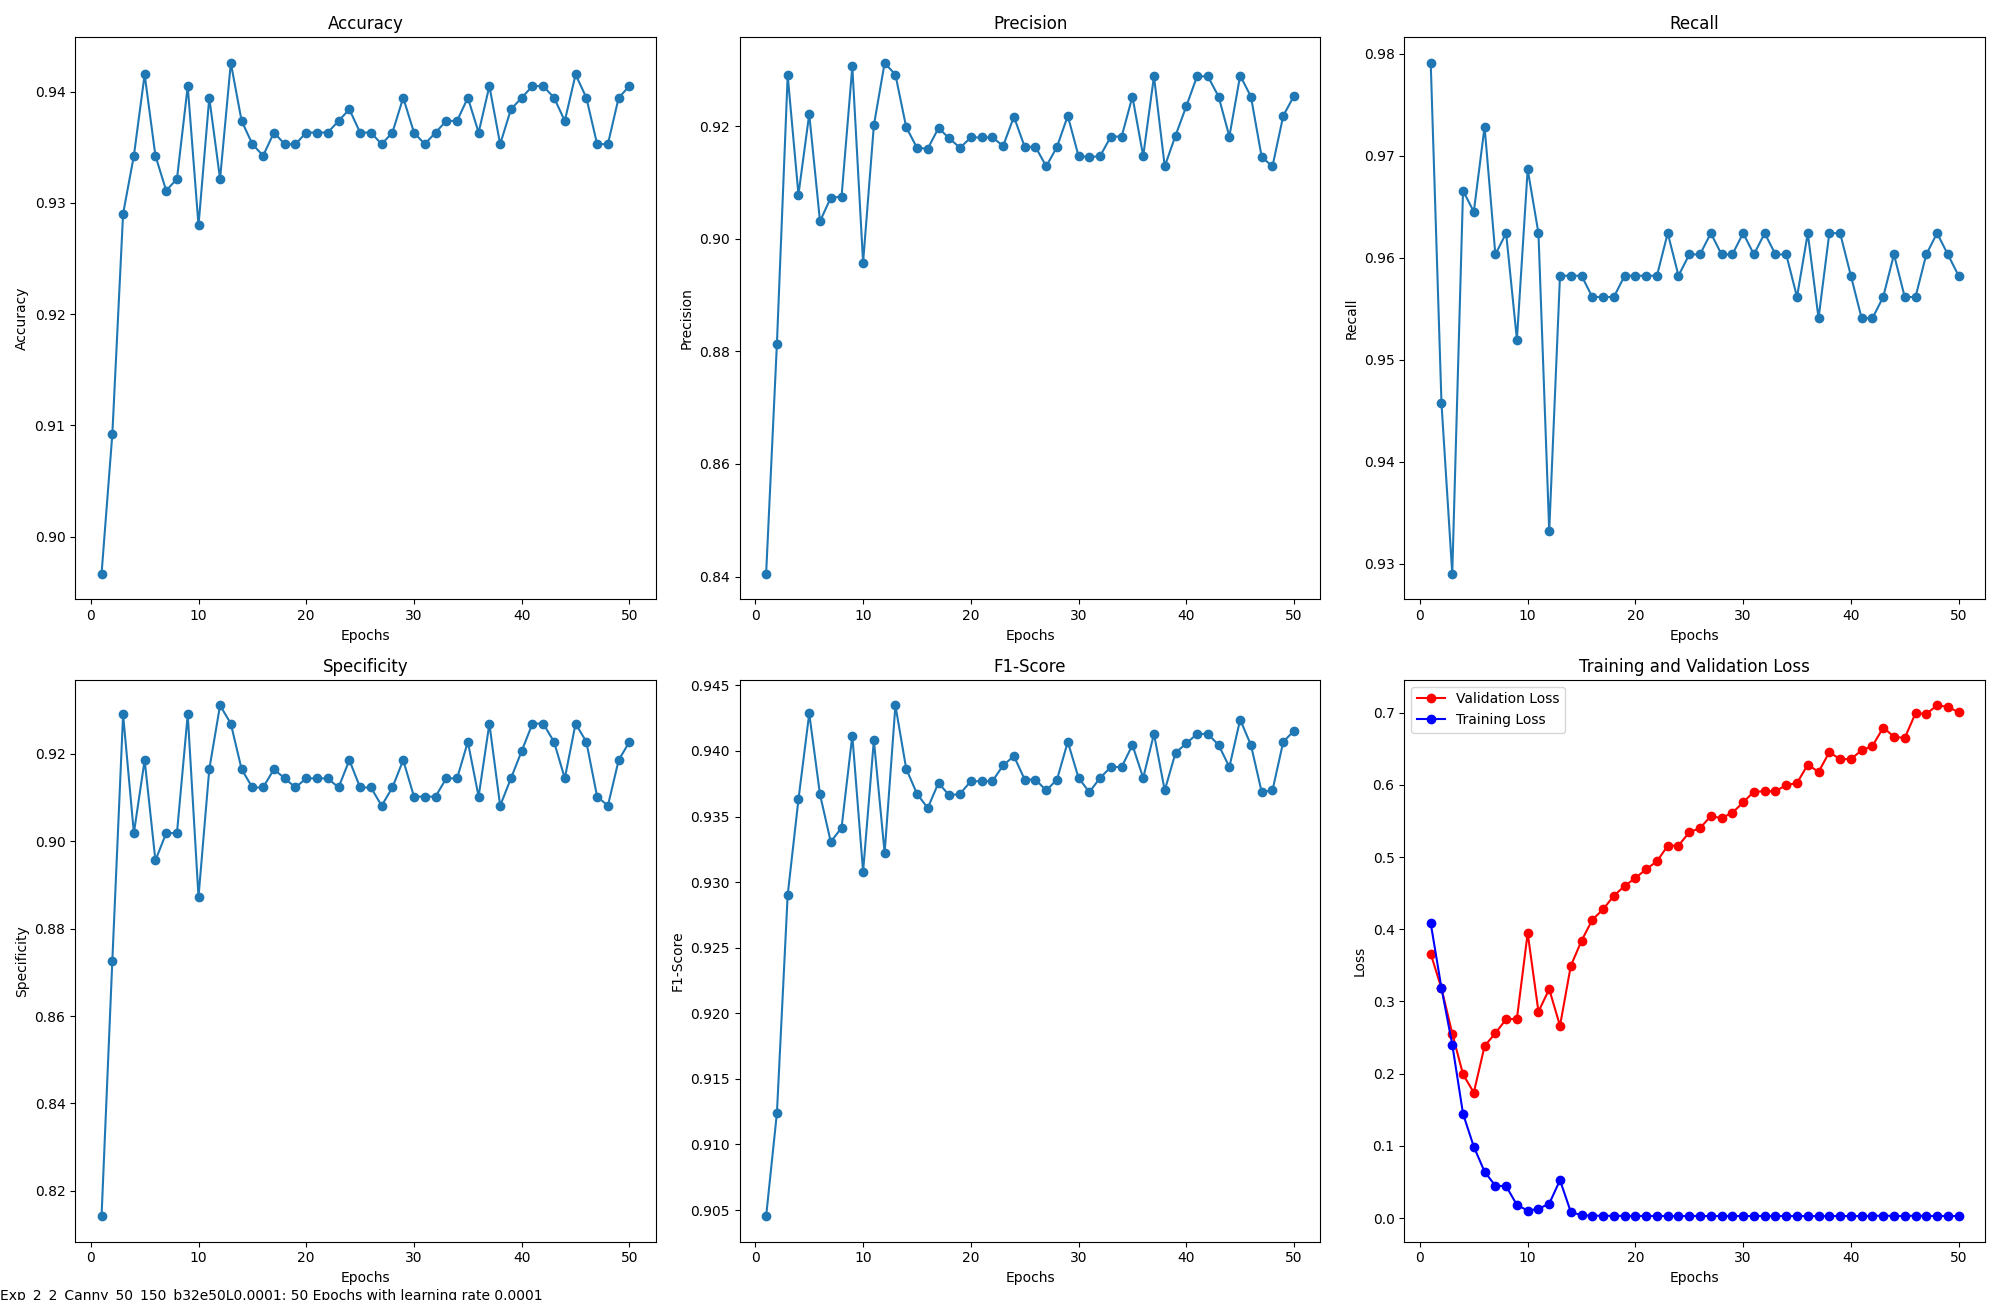 Accuracy
Accuracy
0.94
0.93
0.92
0.91
0.90
0 10 20 30 40 50
Epochs
Precision
Precision
0.92
0.90
0.88
0.86
0.84
0 10 20 30 40 50
Epochs
Recall
Recall
0.98
0.97
0.96
0.95
0.94
0.93
0 10 20 30 40 50
Epochs
Specificity
Specificity
0.92
0.90
0.88
0.86
0.84
0.82
0 10 20 30 40 50
Epochs
F1-Score
F1-Score
0.945
0.940
0.935
0.930
0.925
0.920
0.915
0.910
0.905
0 10 20 30 40 50
Epochs
Training and Validation Loss
Validation Loss
Training Loss
Loss
0.7
0.6
0.5
0.4
0.3
0.2
0.1
0.0
0 10 20 30 40 50
Epochs
Exp_2_2_Canny_50_150_b32e50L0.0001: 50 Epochs with learning rate 0.0001